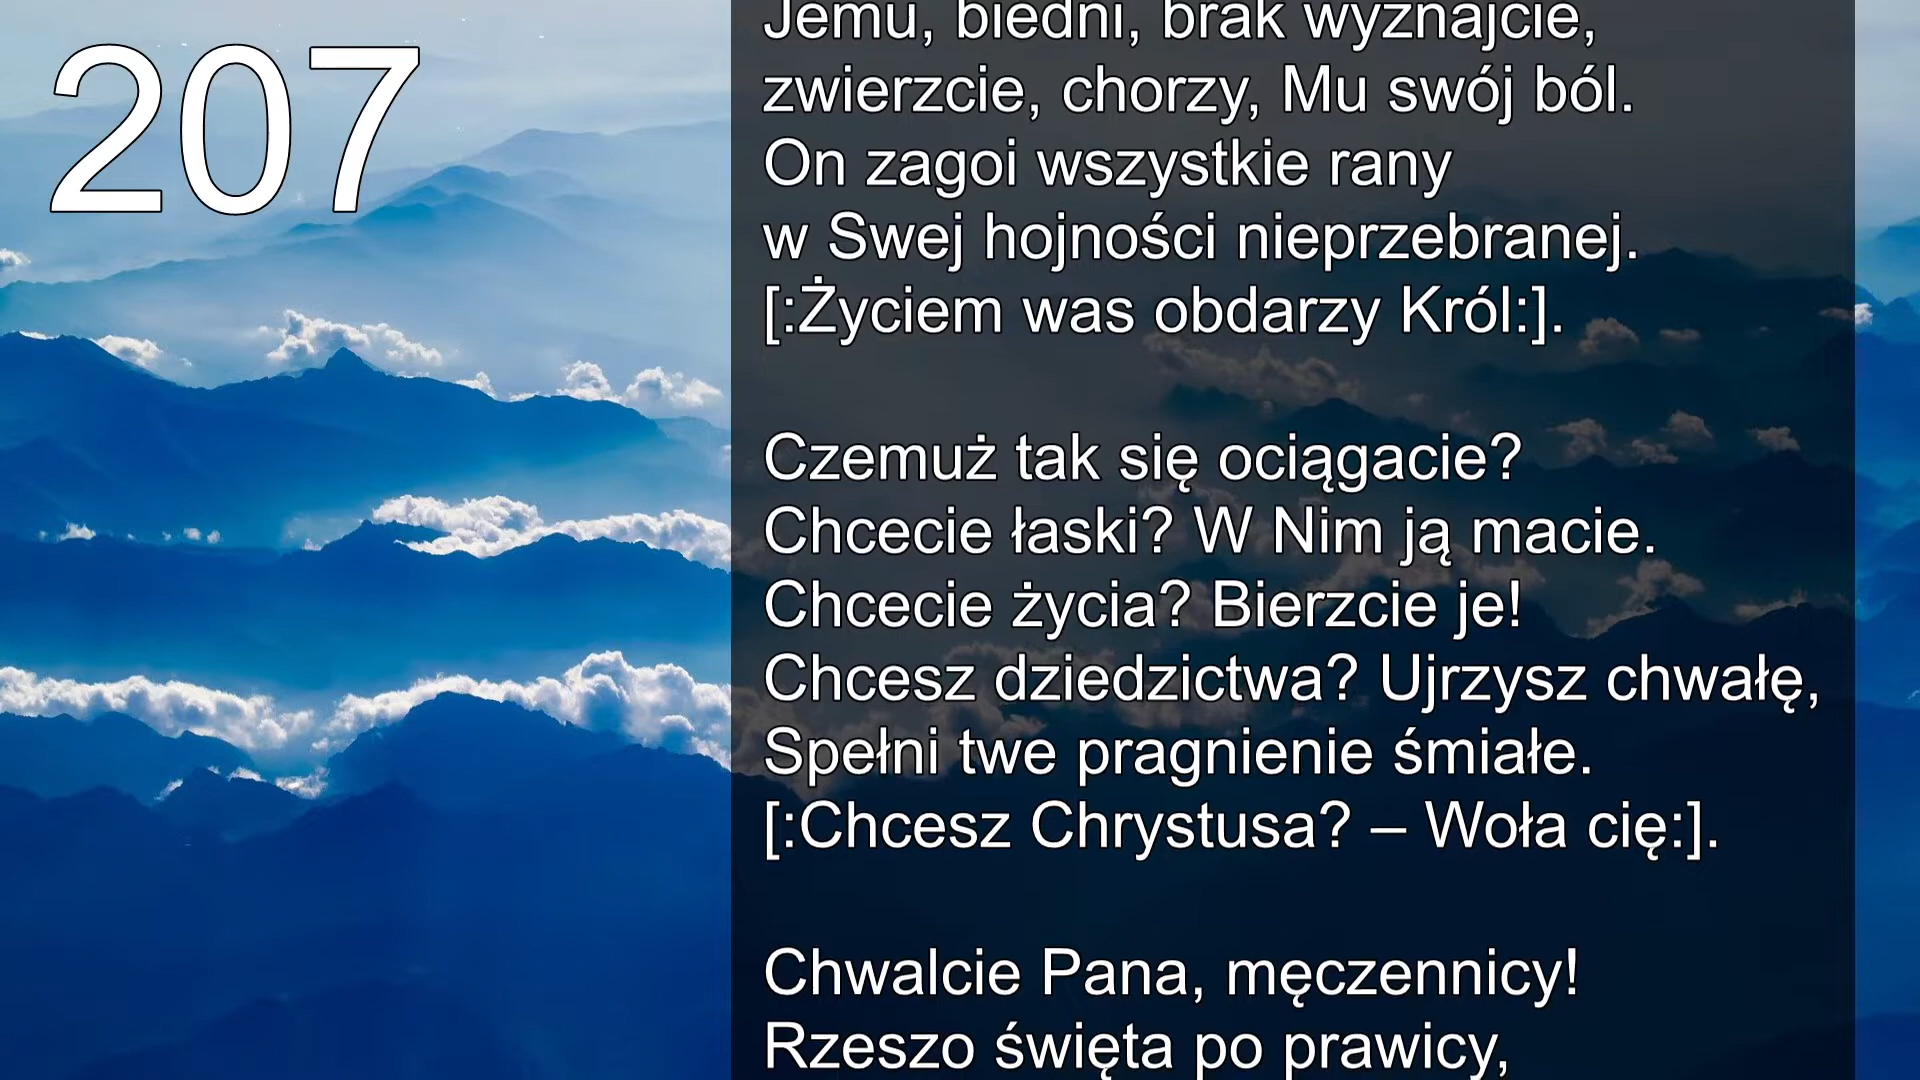 207
Jemu, biedni, brak wyznajcie,
zwierzcie, chorzy, Mu swój ból.
On zagoi wszystkie rany
w Swej hojności nieprzebranej.
[:Życiem was obdarzy Król:].
Czemuż tak się ociągacie?
Chcecie łaski? W Nim ją macie.
Chcecie życia? Bierzcie je!
Chcesz dziedzictwa? Ujrzysz chwałę,
Spełni twe pragnienie śmiałe.
[:Chcesz Chrystusa? – Woła cię:].
Chwalcie Pana, męczennicy!
Rzeszo święta po prawicy,